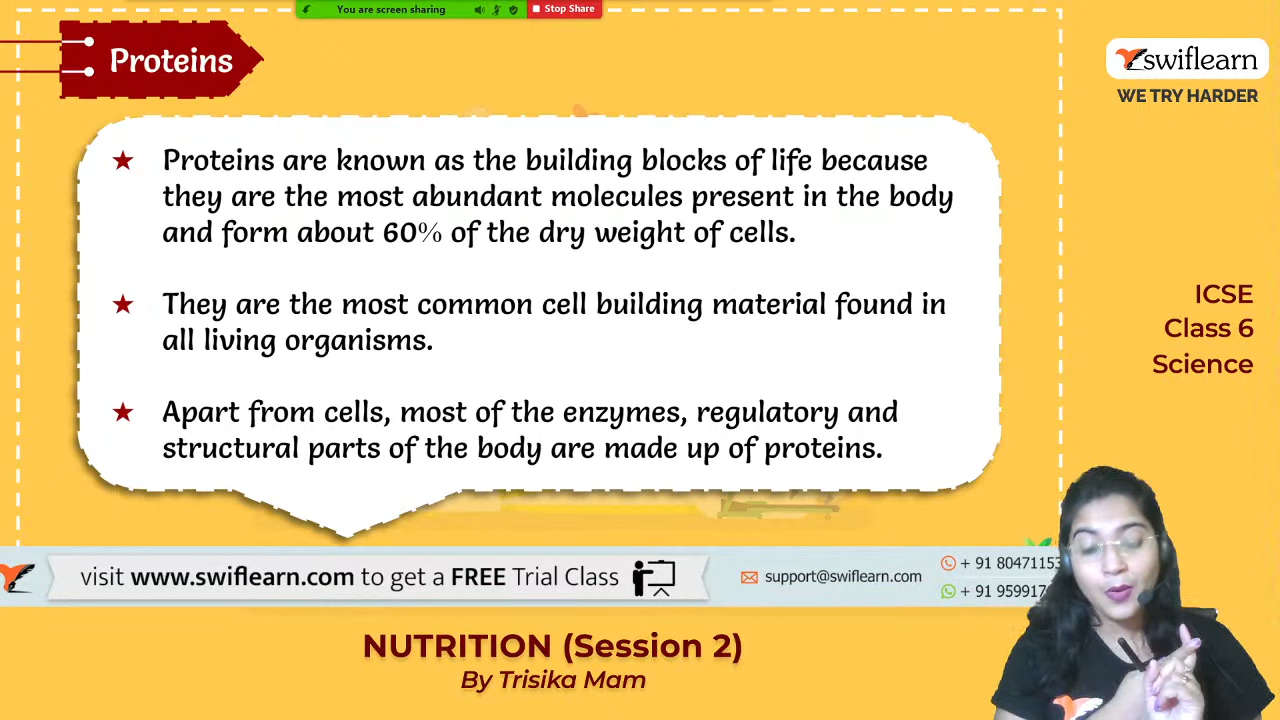 You are screen sharing
Stop Share
Proteins
swiflearn
WE TRY HARDER
Proteins are known as the building blocks of life because
they are the most abundant molecules present in the body
and form about 60% of the dry weight of cells.
They are the most common cell building material found in
all living organisms.
Apart from cells, most of the enzymes, regulatory and
structural parts of the body are made up of proteins.
ICSE
Class 6
Science
visit www.swiflearn.com to get a FREE Trial Class
support@swiflearn.com
+ 91 80471153
+ 91 95991
NUTRITION (Session 2)
By Trisika Mam